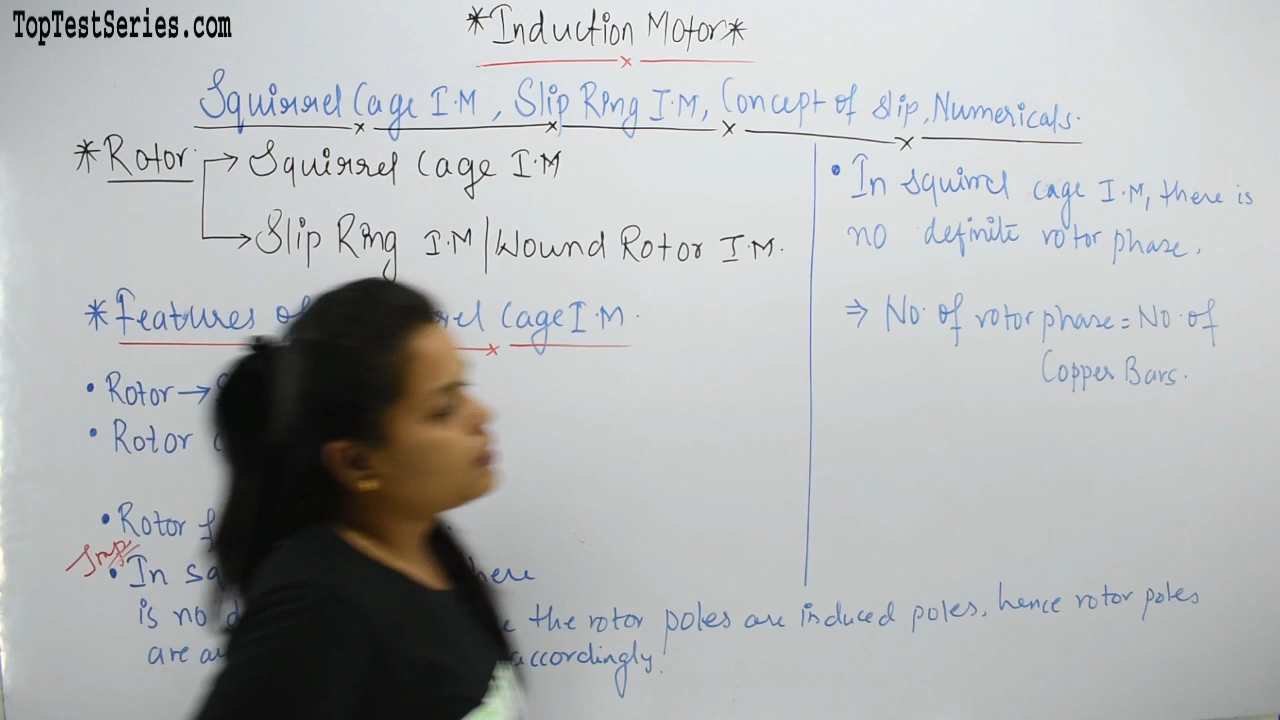 TopTestSeries.com
*Induction Motor*
Squirrel Cage I.M, Slip Ring I.M, Concept of Slip, Numericals.
*Rotor → Squirrel Cage I.M
→ Slip Ring I.M/Wound Rotor I.M.
*Features of Cage I.M.
• Rotor →
• Rotor
• Rotor
Imp
• In here
is no the rotor poles are induced poles. hence rotor poles
are accordingly!
• In squirrel cage I.M, there is
no definite rotor phase.
⇒ No. of rotor phase = No. of
Copper Bars.